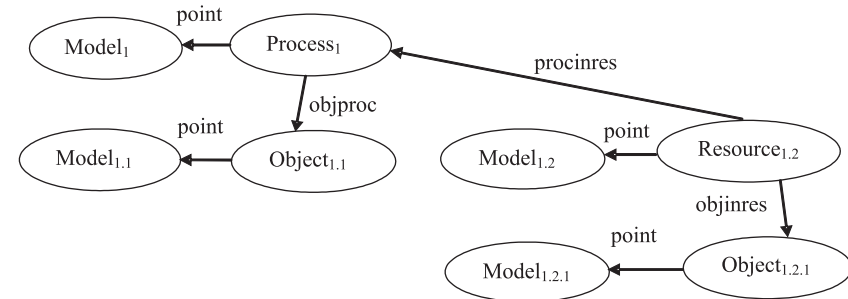 point
Model₁
Process₁
procinres
objproc
point
Model₁.₁
Object₁.₁
point
Model₁.₂
Resource₁.₂
objinres
point
Model₁.₂.₁
Object₁.₂.₁